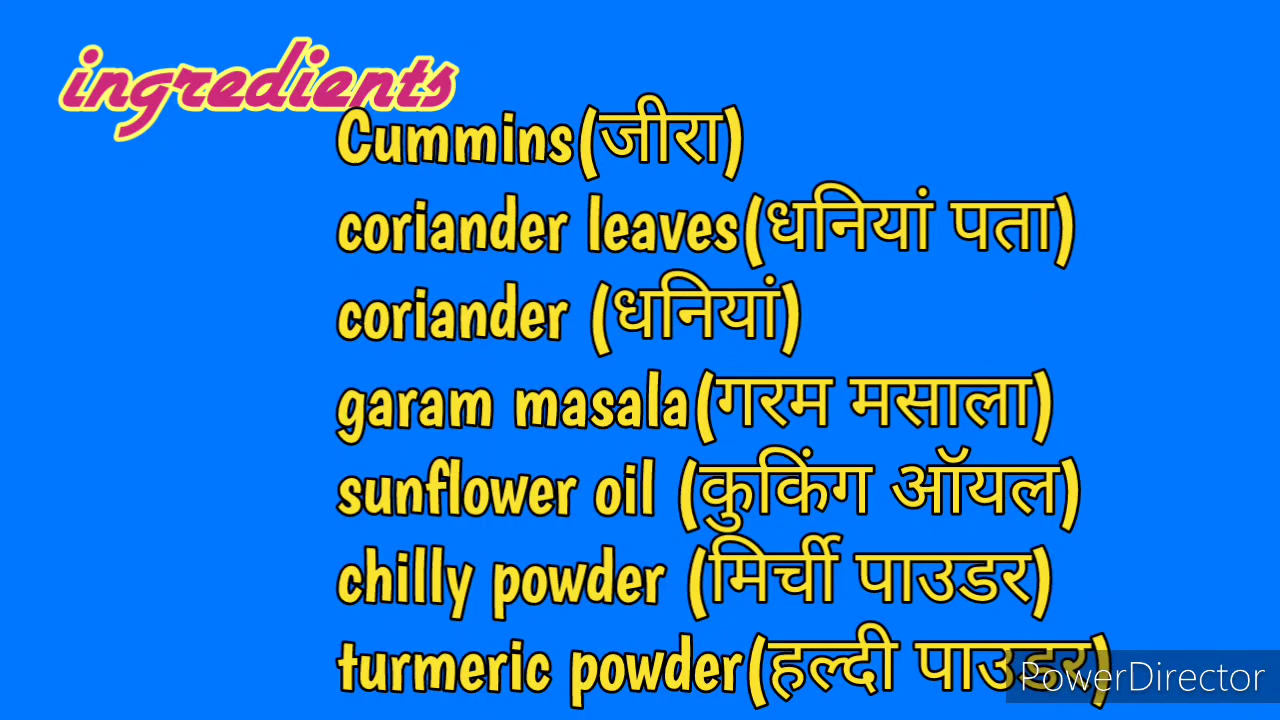 ingredients
Cummins(जीरा)
coriander leaves(धनियां पता)
coriander (धनियां)
garam masala(गरम मसाला)
sunflower oil (कुकिंग ऑयल)
chilly powder (मिर्ची पाउडर)
turmeric powder(हल्दी पाउडर)
PowerDirector